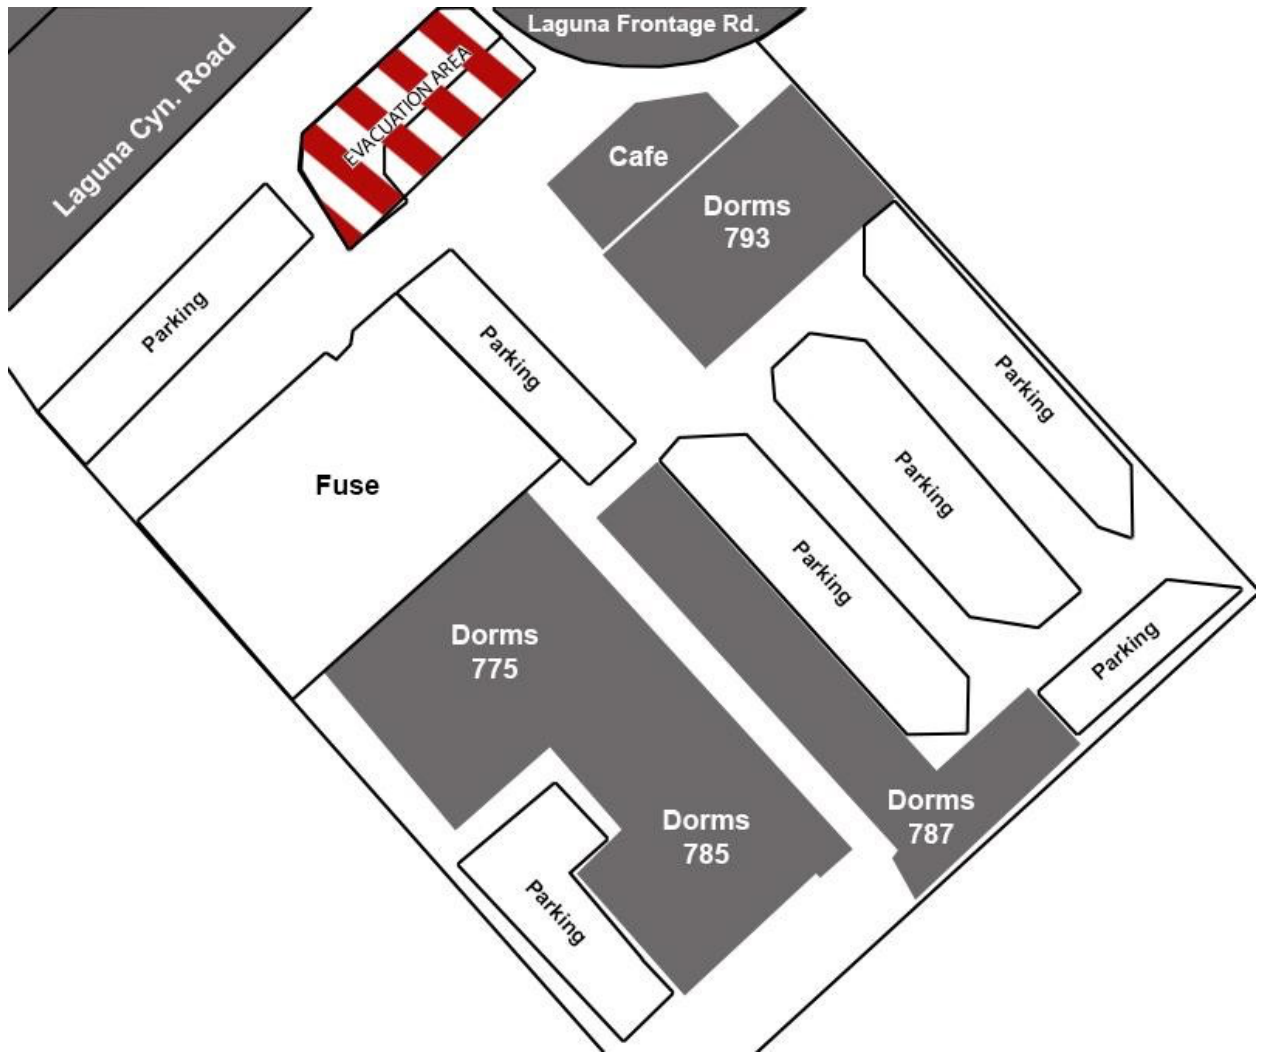 Laguna Frontage Rd.
Laguna Cyn. Road
EVACUATION AREA
Cafe
Dorms
793
Parking
Parking
Parking
Fuse
Parking
Parking
Dorms
775
Parking
Dorms
785
Dorms
787
Parking